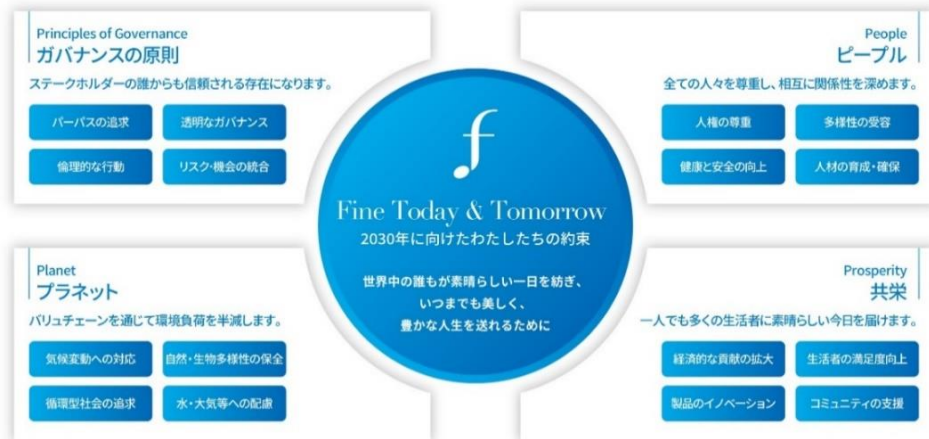 Principles of Governance
ガバナンスの原則
ステークホルダーの誰からも信頼される存在になります。
パーパスの追求
透明なガバナンス
倫理的な行動
リスク・機会の統合
People
ピープル
全ての人々を尊重し、相互に関係性を深めます。
人権の尊重
多様性の受容
健康と安全の向上
人材の育成・確保
f
Fine Today & Tomorrow
2030年に向けたわたしたちの約束
世界中の誰もが素晴らしい一日を紡ぎ、
いつまでも美しく、
豊かな人生を送れるために
Planet
プラネット
バリュチェーンを通じて環境負荷を半減します。
気候変動への対応
自然・生物多様性の保全
循環型社会の追求
水・大気等への配慮
Prosperity
共栄
一人でも多くの生活者に素晴らしい今日を届けます。
経済的な貢献の拡大
生活者の満足度向上
製品のイノベーション
コミュニティの支援